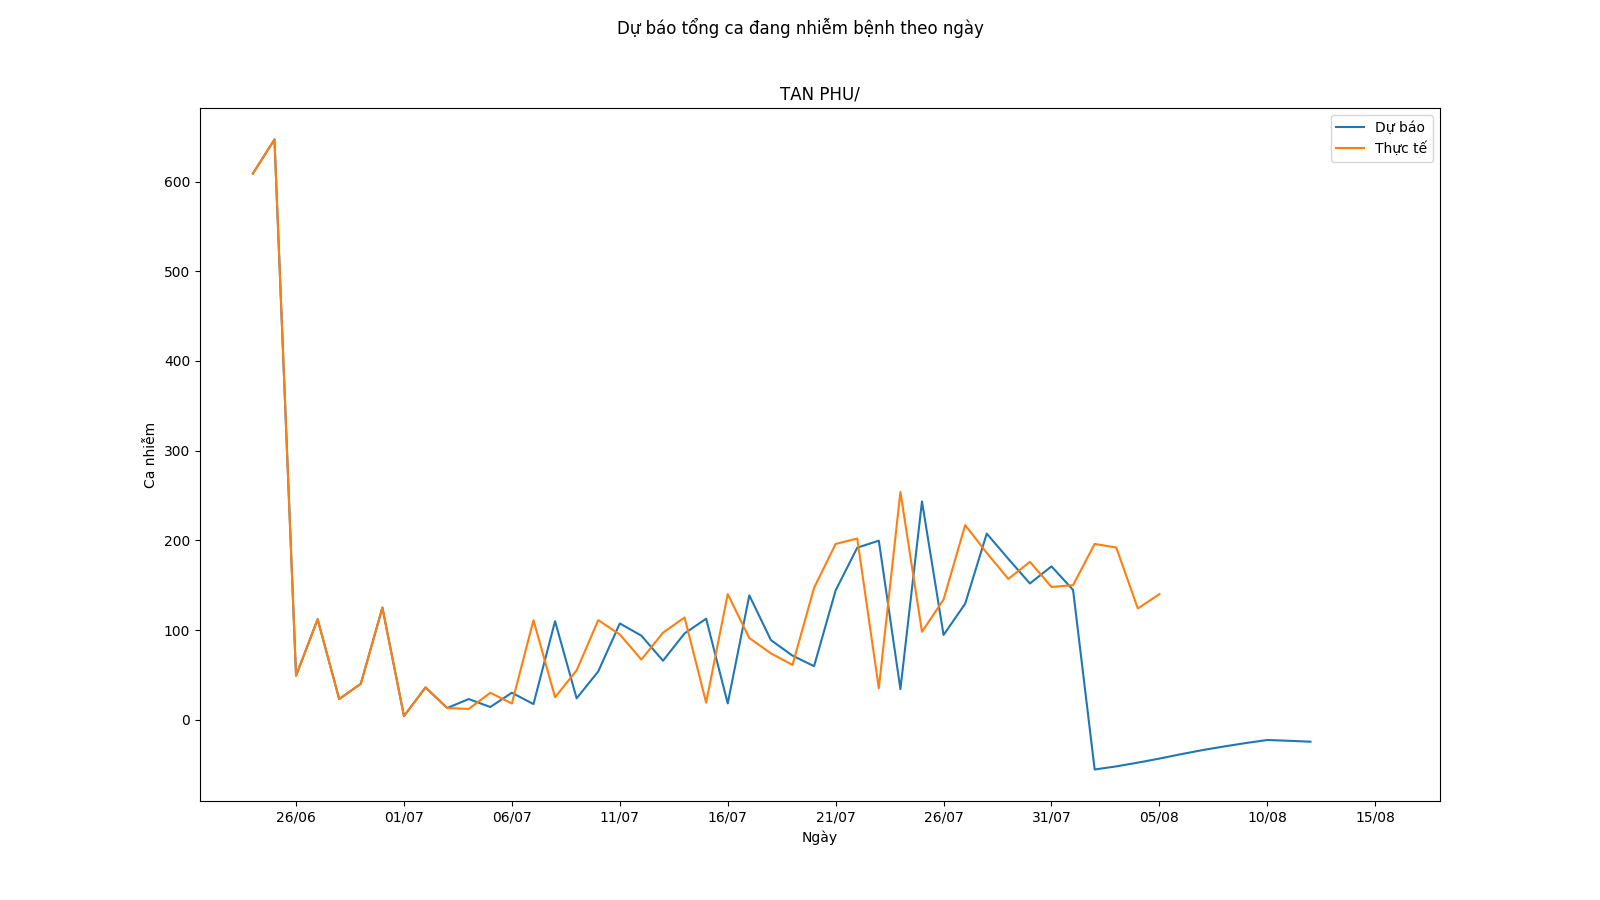 Dự báo tổng ca đang nhiễm bệnh theo ngày
TAN PHU/
Dự báo
Thực tế
600
500
400
300
200
100
0
Ca nhiễm
26/06 01/07 06/07 11/07 16/07 21/07 26/07 31/07 05/08 10/08 15/08
Ngày